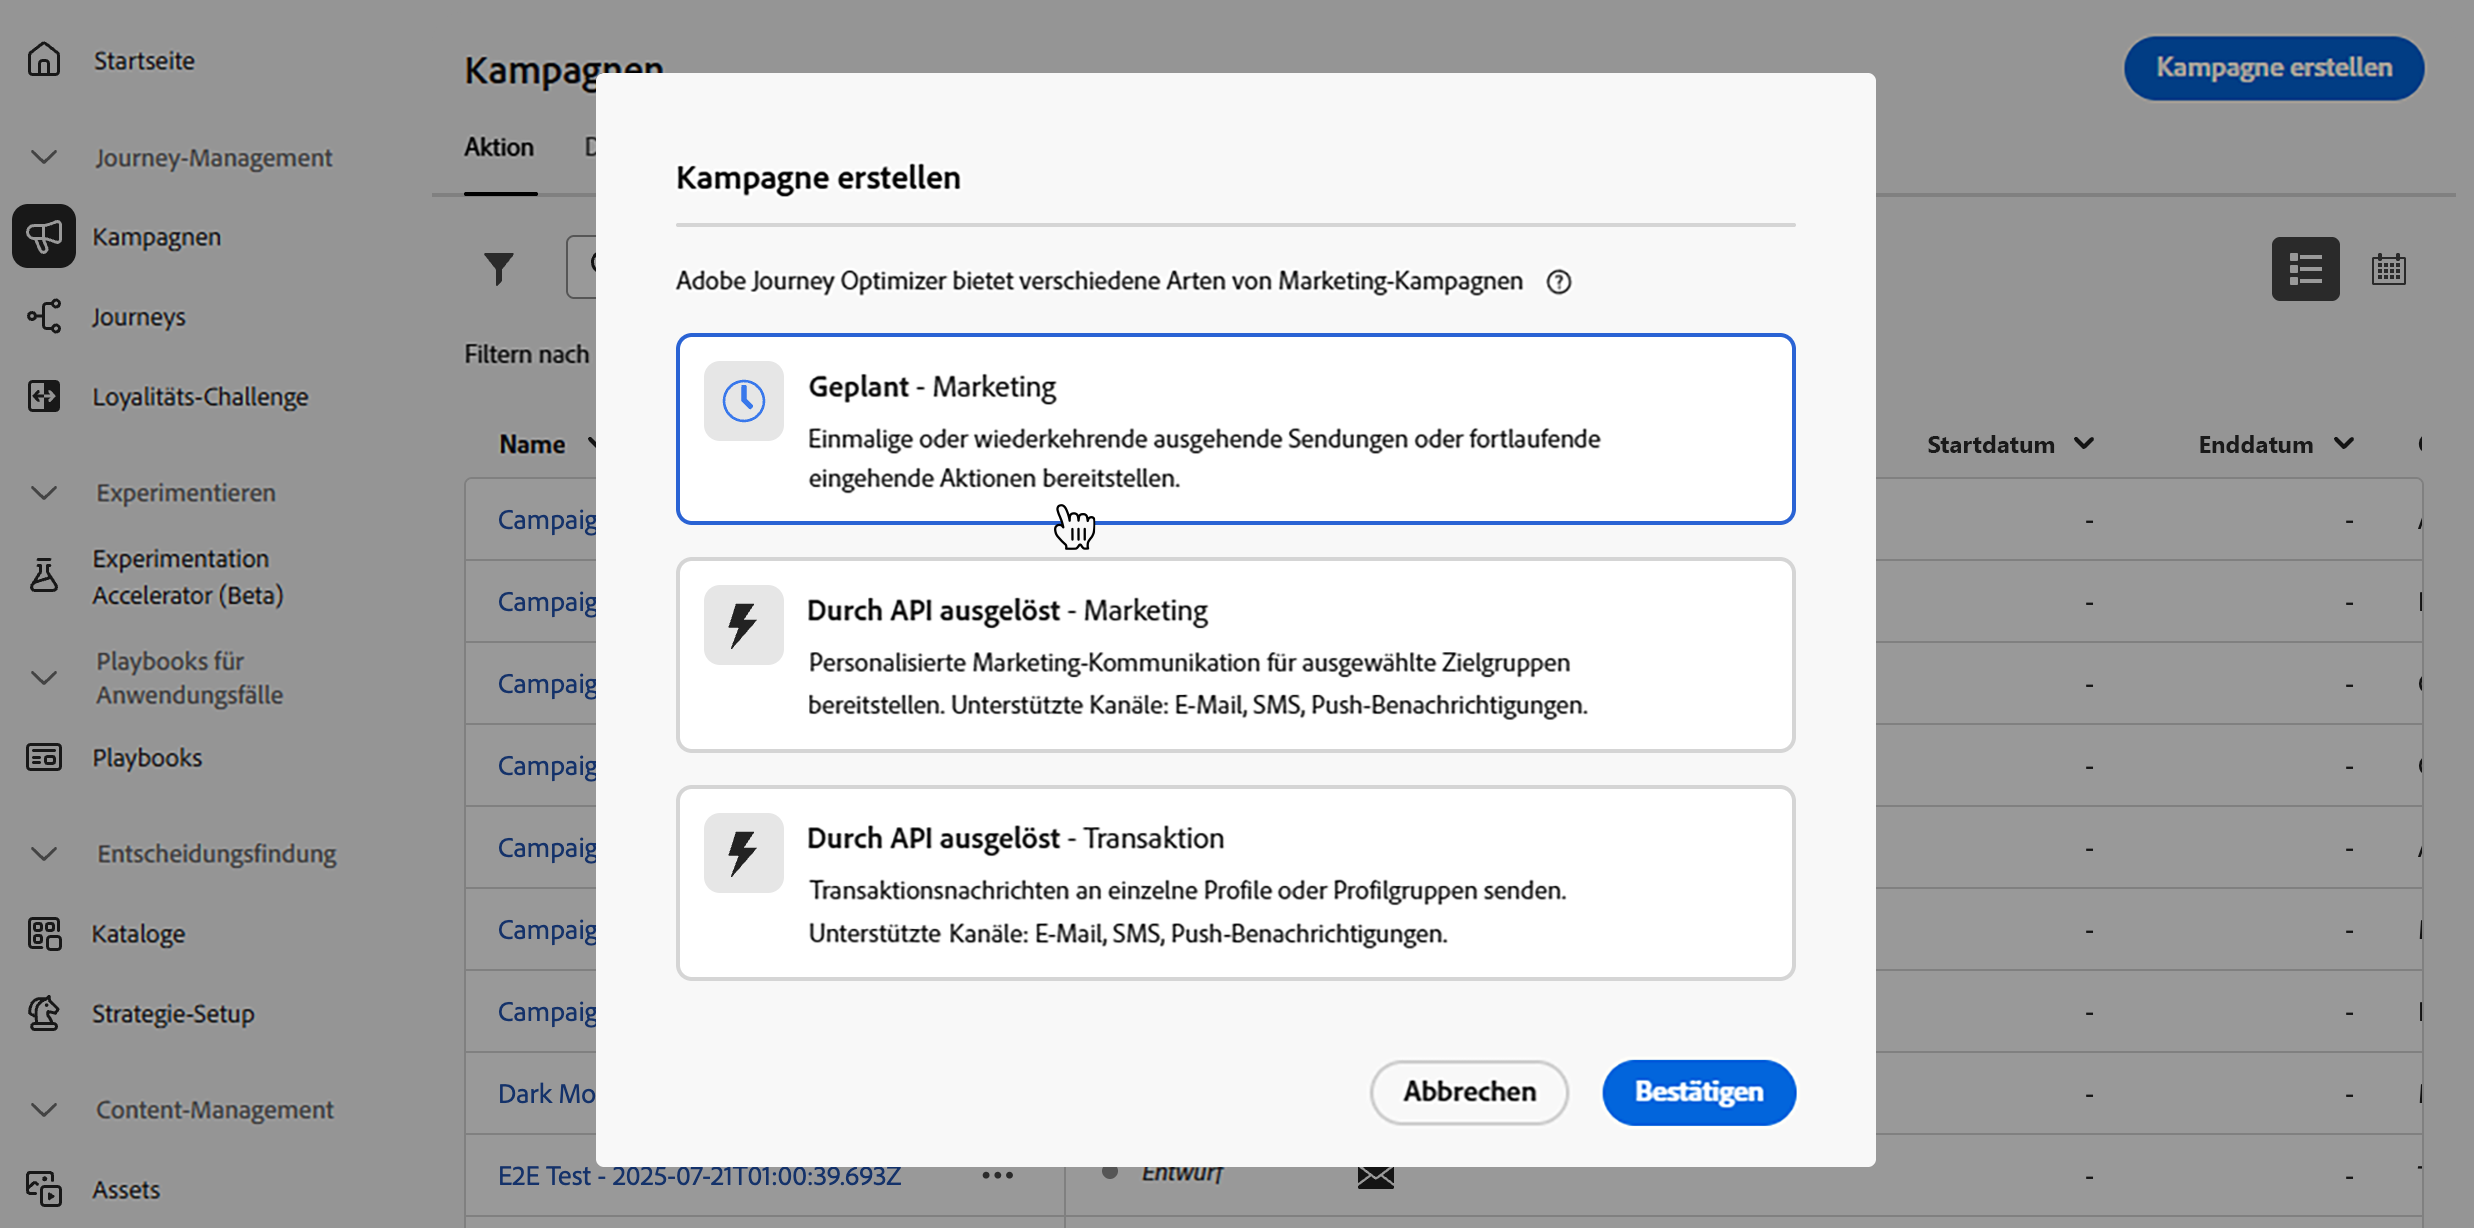 Startseite
Journey-Management
Kampagnen
Journeys
Loyalitäts-Challenge
Experimentieren
Experimentation
Accelerator (Beta)
Playbooks für
Anwendungsfälle
Playbooks
Entscheidungsfindung
Kataloge
Strategie-Setup
Content-Management
Assets
Kampagnen
Kampagne erstellen
Aktion
Filtern nach
Name
Startdatum
Enddatum
Campaig
Campaig
Campaig
Campaig
Campaig
Campaig
Campaig
Dark Mo
E2E Test - 2025-07-21T01:00:39.693Z
Entwurf
Kampagne erstellen
Adobe Journey Optimizer bietet verschiedene Arten von Marketing-Kampagnen
Geplant - Marketing
Einmalige oder wiederkehrende ausgehende Sendungen oder fortlaufende
eingehende Aktionen bereitstellen.
Durch API ausgelöst - Marketing
Personalisierte Marketing-Kommunikation für ausgewählte Zielgruppen
bereitstellen. Unterstützte Kanäle: E-Mail, SMS, Push-Benachrichtigungen.
Durch API ausgelöst - Transaktion
Transaktionsnachrichten an einzelne Profile oder Profilgruppen senden.
Unterstützte Kanäle: E-Mail, SMS, Push-Benachrichtigungen.
Abbrechen
Bestätigen